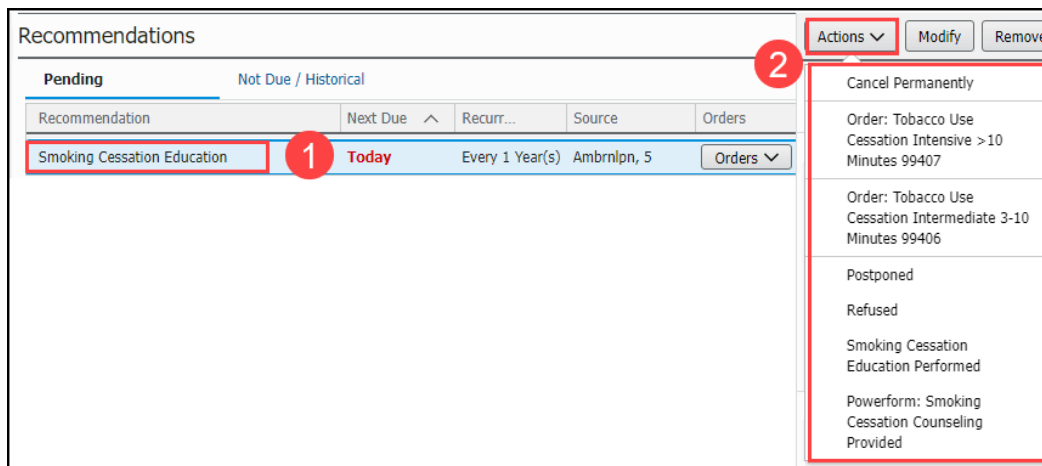 Recommendations
Actions
Modify
Remove
2
Pending
Not Due / Historical
Cancel Permanently
Recommendation
Next Due
Recurr...
Source
Orders
Order: Tobacco Use
Cessation Intensive >10
Minutes 99407
Smoking Cessation Education
1
Today
Every 1 Year(s)
Ambrnlpn, 5
Orders
Order: Tobacco Use
Cessation Intermediate 3-10
Minutes 99406
Postponed
Refused
Smoking Cessation
Education Performed
Powerform: Smoking
Cessation Counseling
Provided